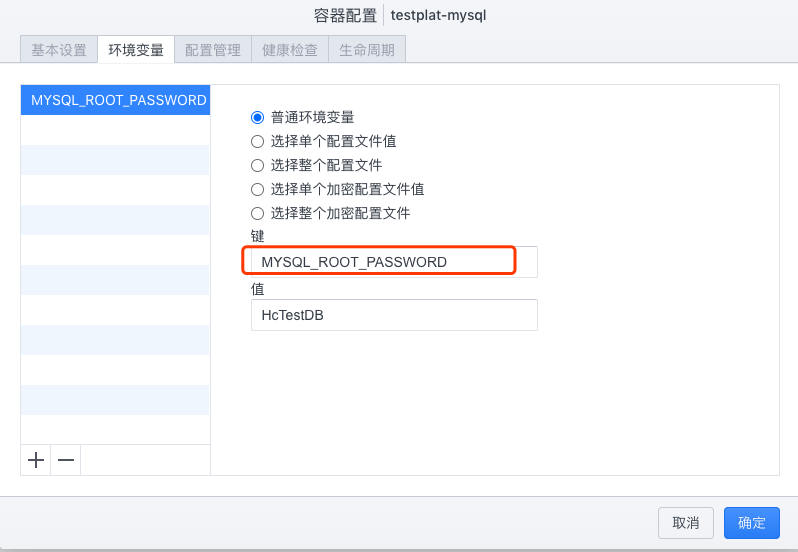 容器配置 testplat-mysql
基本设置 环境变量 配置管理 健康检查 生命周期
MYSQL_ROOT_PASSWORD
普通环境变量
选择单个配置文件值
选择整个配置文件
选择单个加密配置文件值
选择整个加密配置文件
键
MYSQL_ROOT_PASSWORD
值
HcTestDB
取消 确定